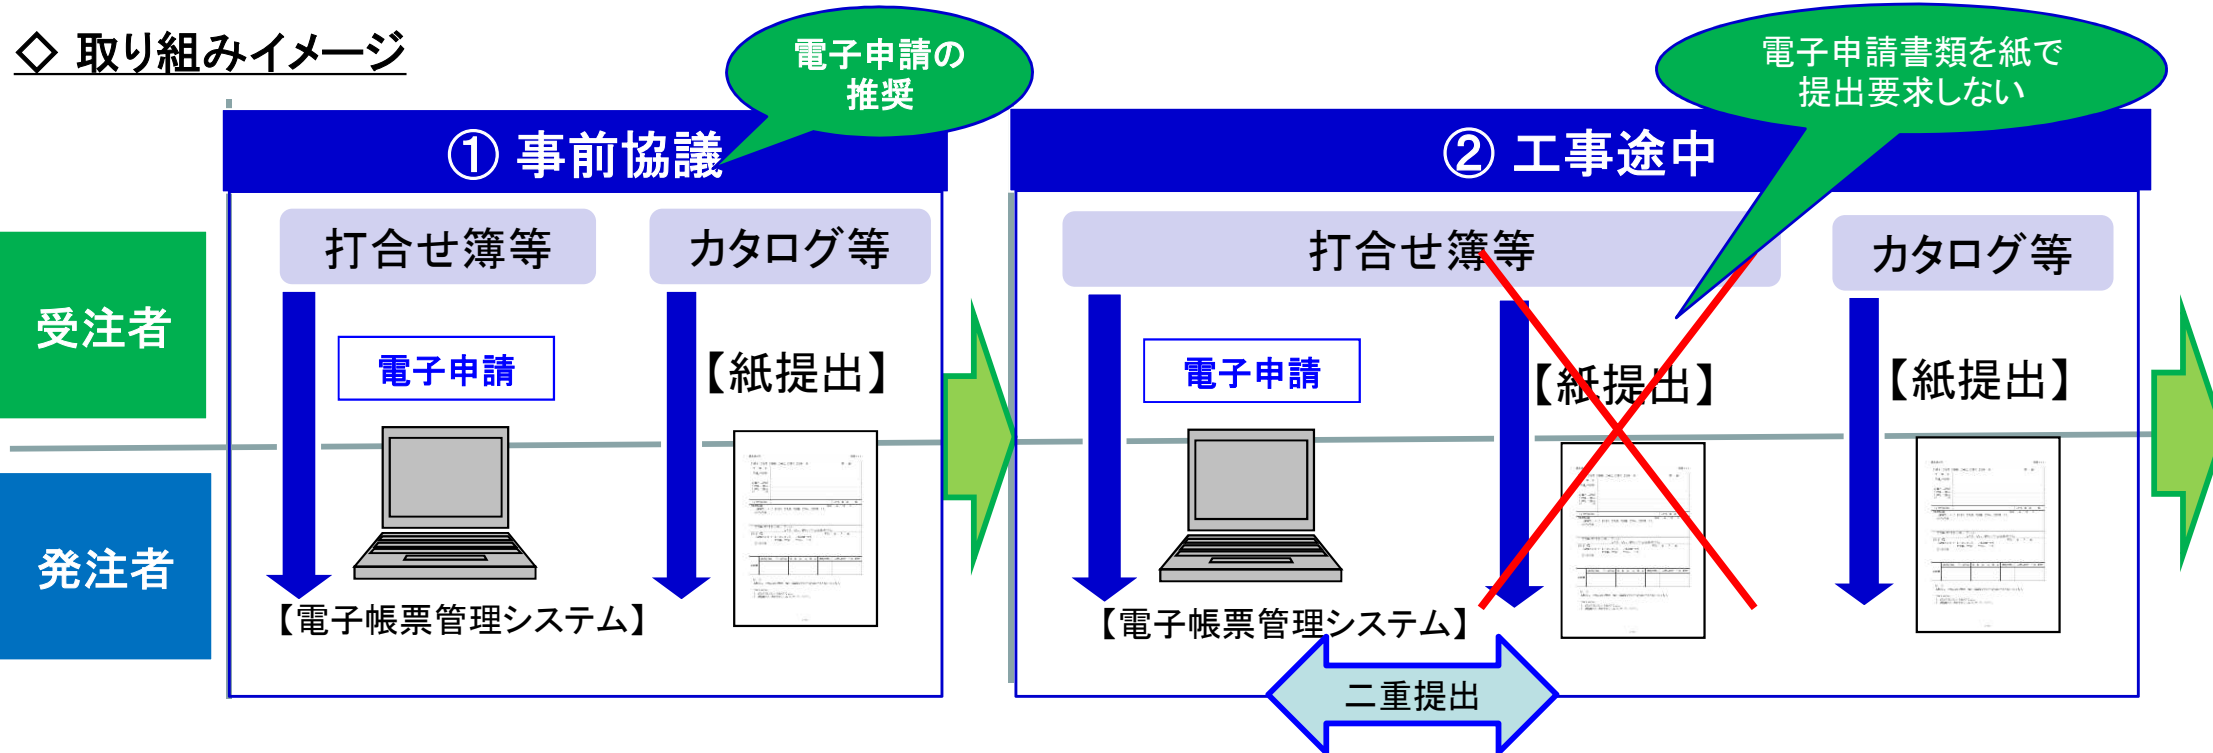 ◇ 取り組みイメージ
電子申請の
推奨
電子申請書類を紙で
提出要求しない
① 事前協議
② 工事途中
打合せ簿等
カタログ等
打合せ簿等
カタログ等
受注者
電子申請
【紙提出】
電子申請
【紙提出】
【紙提出】
発注者
【電子帳票管理システム】
【電子帳票管理システム】
二重提出